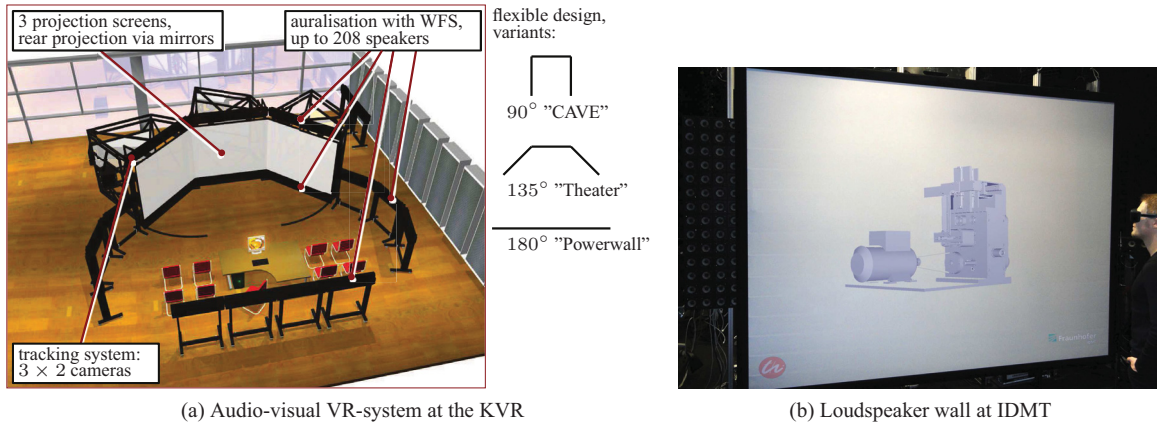 3 projection screens,
rear projection via mirrors
auralisation with WFS,
up to 208 speakers
flexible design,
variants:
90° "CAVE"
135° "Theater"
180° "Powerwall"
tracking system:
3 × 2 cameras
Fraunhofer
(a) Audio-visual VR-system at the KVR
(b) Loudspeaker wall at IDMT